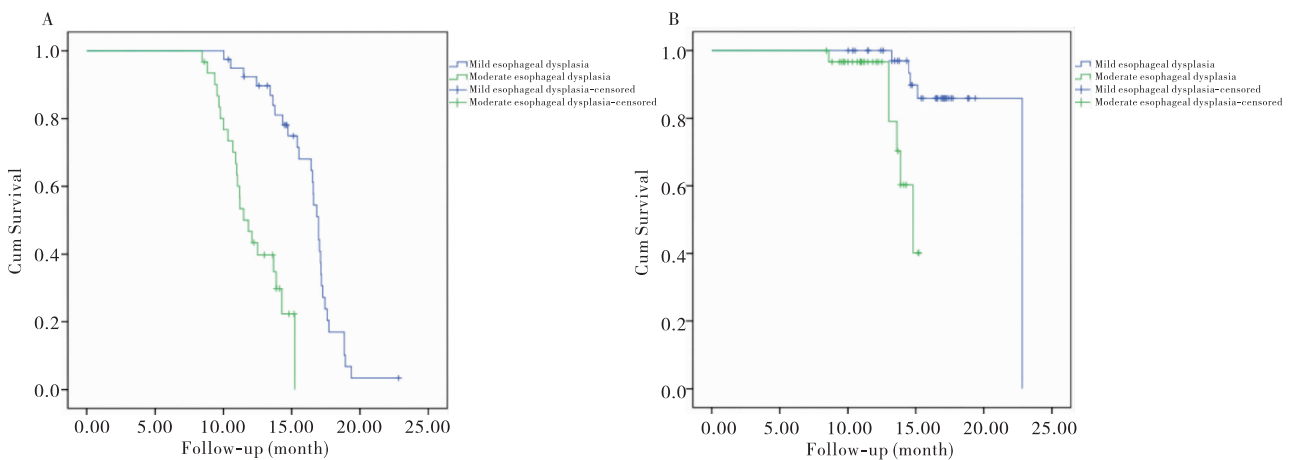 A
Cum Survival
1.0
0.8
0.6
0.4
0.2
0.0
0.00 5.00 10.00 15.00 20.00 25.00
Follow-up (month)
Mild esophageal dysplasia
Moderate esophageal dysplasia
Mild esophageal dysplasia-censored
Moderate esophageal dysplasia-censored
B
Cum Survival
1.0
0.8
0.6
0.4
0.2
0.0
0.00 5.00 10.00 15.00 20.00 25.00
Follow-up (month)
Mild esophageal dysplasia
Moderate esophageal dysplasia
Mild esophageal dysplasia-censored
Moderate esophageal dysplasia-censored